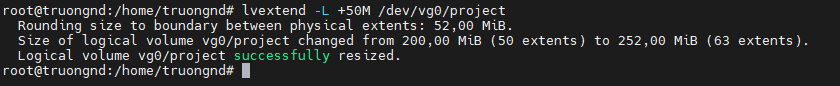 root@truongnd:/home/truongnd# lvextend -L +50M /dev/vg0/project
Rounding size to boundary between physical extents: 52,00 MiB.
Size of logical volume vg0/project changed from 200,00 MiB (50 extents) to 252,00 MiB (63 extents).
Logical volume vg0/project successfully resized.
root@truongnd:/home/truongnd#